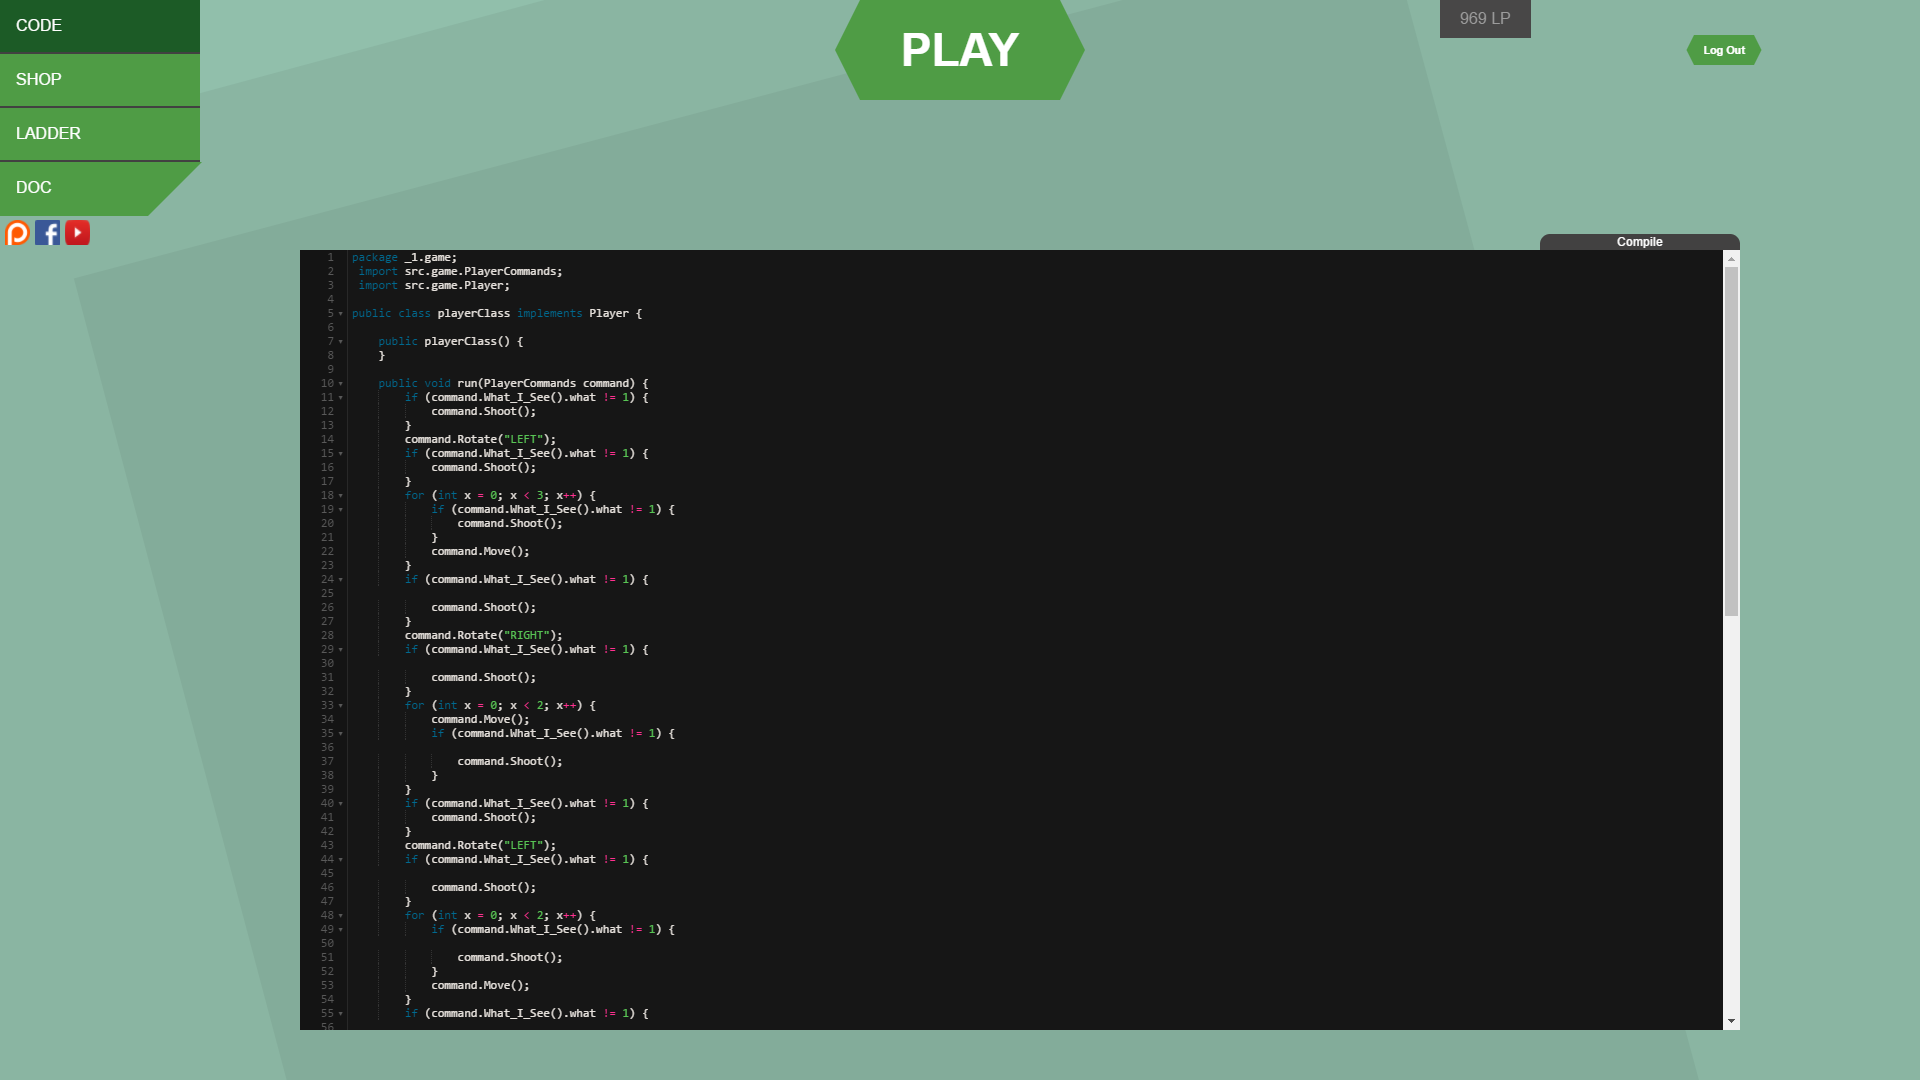 CODE
SHOP
LADDER
DOC
PLAY
969 LP
Log Out
Compile
1 package _1.game;
2 import src.game.PlayerCommands;
3 import src.game.Player;
4
5 public class playerClass implements Player {
6
7 public playerClass() {
8 }
9
10 public void run(PlayerCommands command) {
11 if (command.What_I_See().what != 1) {
12 command.Shoot();
13 }
14 command.Rotate("LEFT");
15 if (command.What_I_See().what != 1) {
16 command.Shoot();
17 }
18 for (int x = 0; x < 3; x++) {
19 if (command.What_I_See().what != 1) {
20 command.Shoot();
21 }
22 command.Move();
23 }
24 if (command.What_I_See().what != 1) {
25
26 command.Shoot();
27 }
28 command.Rotate("RIGHT");
29 if (command.What_I_See().what != 1) {
30
31 command.Shoot();
32 }
33 for (int x = 0; x < 2; x++) {
34 command.Move();
35 if (command.What_I_See().what != 1) {
36
37 command.Shoot();
38 }
39 }
40 if (command.What_I_See().what != 1) {
41 command.Shoot();
42 }
43 command.Rotate("LEFT");
44 if (command.What_I_See().what != 1) {
45
46 command.Shoot();
47 }
48 for (int x = 0; x < 2; x++) {
49 if (command.What_I_See().what != 1) {
50
51 command.Shoot();
52 }
53 command.Move();
54 }
55 if (command.What_I_See().what != 1) {
56